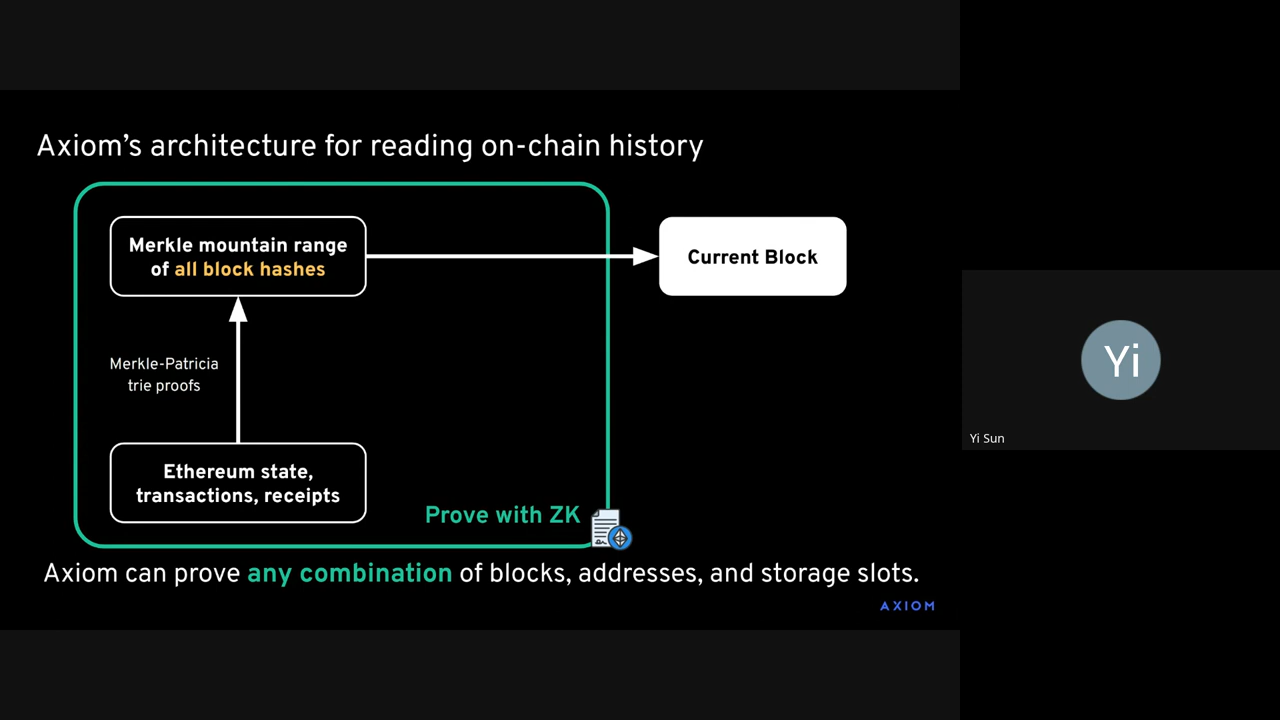 Axiom's architecture for reading on-chain history
Merkle mountain range
of all block hashes
Current Block
Merkle-Patricia
trie proofs
Ethereum state,
transactions, receipts
Prove with ZK
Axiom can prove any combination of blocks, addresses, and storage slots.
AXIOM
Yi
Yi Sun